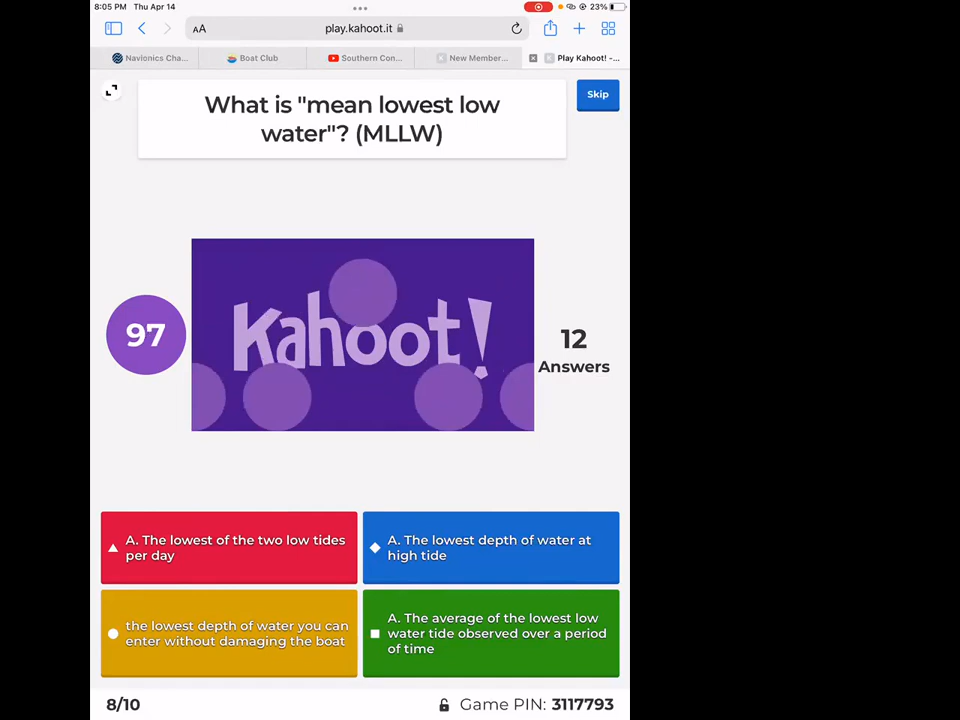 8:05 PM Thu Apr 14
23%
AA
play.kahoot.it
Navionics Cha...
Boat Club
Southern Con...
New Member...
Play Kahoot! -...
What is "mean lowest low
water"? (MLLW)
Skip
97
Kahoot!
12
Answers
A. The lowest of the two low tides
per day
A. The lowest depth of water at
high tide
the lowest depth of water you can
enter without damaging the boat
A. The average of the lowest low
water tide observed over a period
of time
8/10
Game PIN: 3117793